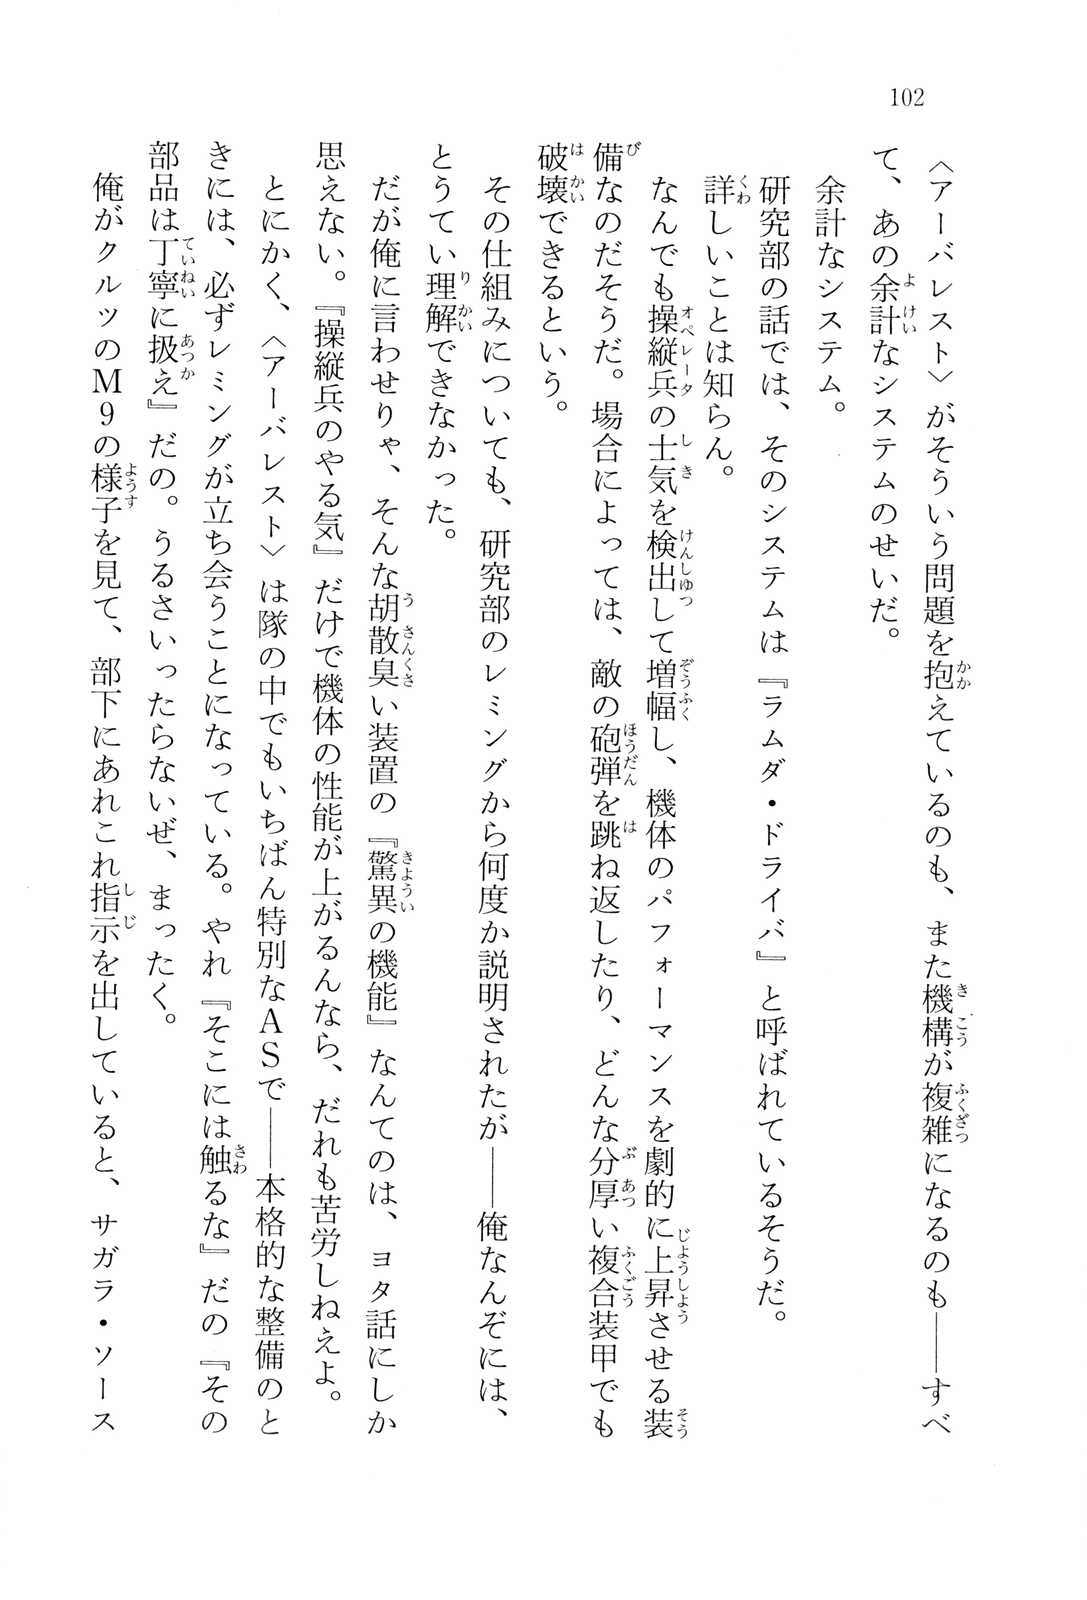 102
〈アーバレスト〉がそういう問題を抱えているのも、また機構が複雑になるのも――すべ
て、あの余計なシステムのせいだ。
余計なシステム。
研究部の話では、そのシステムは『ラムダ・ドライバ』と呼ばれているそうだ。
詳しいことは知らん。
なんでも操縦兵の士気を検出して増幅し、機体のパフォーマンスを劇的に上昇させる装
備なのだそうだ。場合によっては、敵の砲弾を跳ね返したり、どんな分厚い複合装甲でも
破壊できるという。
その仕組みについても、研究部のレミングから何度か説明されたが――俺なんぞには、
とうてい理解できなかった。
だが俺に言わせりゃ、そんな胡散臭い装置の『驚異の機能』なんてのは、ヨタ話にしか
思えない。『操縦兵のやる気』だけで機体の性能が上がるんなら、だれも苦労しねえよ。
とにかく、〈アーバレスト〉は隊の中でもいちばん特別なＡＳで――本格的な整備のと
きには、必ずレミングが立ち会うことになっている。やれ『そこには触るな』だの『その
部品は丁寧に扱え』だの。うるさいったらないぜ、まったく。
俺がクルツのＭ９の様子を見て、部下にあれこれ指示を出していると、サガラ・ソース